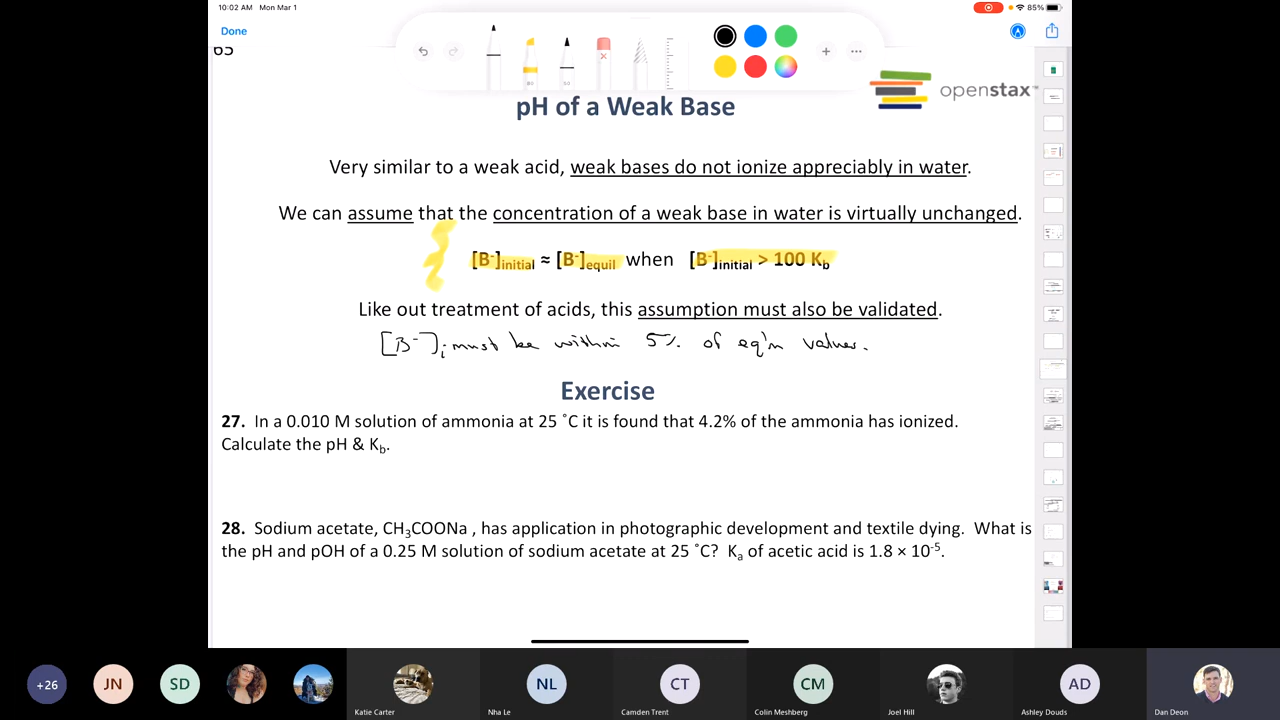 10:02 AM Mon Mar 1
85%
Done
65
openstax™
pH of a Weak Base
Very similar to a weak acid, weak bases do not ionize appreciably in water.
We can assume that the concentration of a weak base in water is virtually unchanged.
[B⁻]initial ≈ [B⁻]equil when [B⁻]initial > 100 Kb
Like out treatment of acids, this assumption must also be validated.
[B⁻]i must be within 5% of eq'm values.
Exercise
27. In a 0.010 M solution of ammonia at 25 ˚C it is found that 4.2% of the ammonia has ionized.
Calculate the pH & Kb.
28. Sodium acetate, CH₃COONa , has application in photographic development and textile dying. What is
the pH and pOH of a 0.25 M solution of sodium acetate at 25 ˚C? Ka of acetic acid is 1.8 × 10⁻⁵.
+26
JN
SD
NL
CT
CM
AD
Katie Carter
Nha Le
Camden Trent
Colin Meshberg
Joel Hill
Ashley Douds
Dan Deon